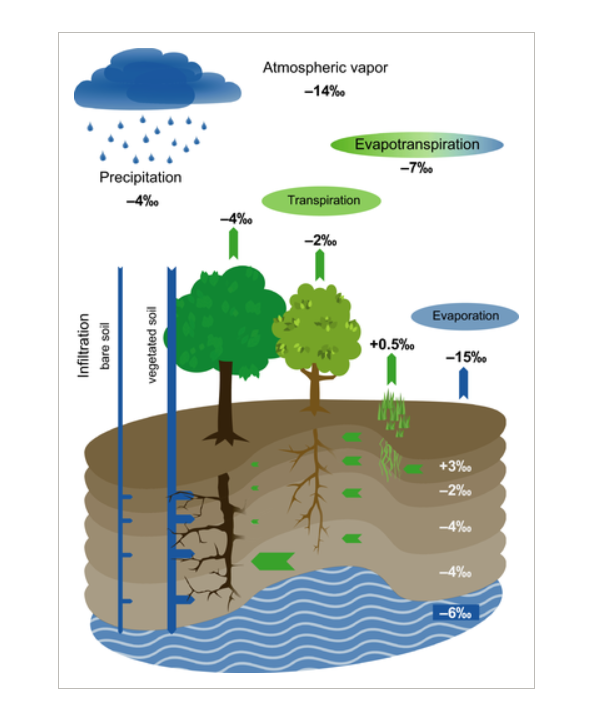 Atmospheric vapor
–14‰
Evapotranspiration
–7‰
Precipitation
–4‰
Transpiration
–4‰
–2‰
Evaporation
+0.5‰
–15‰
Infiltration
bare soil
vegetated soil
+3‰
–2‰
–4‰
–4‰
–6‰